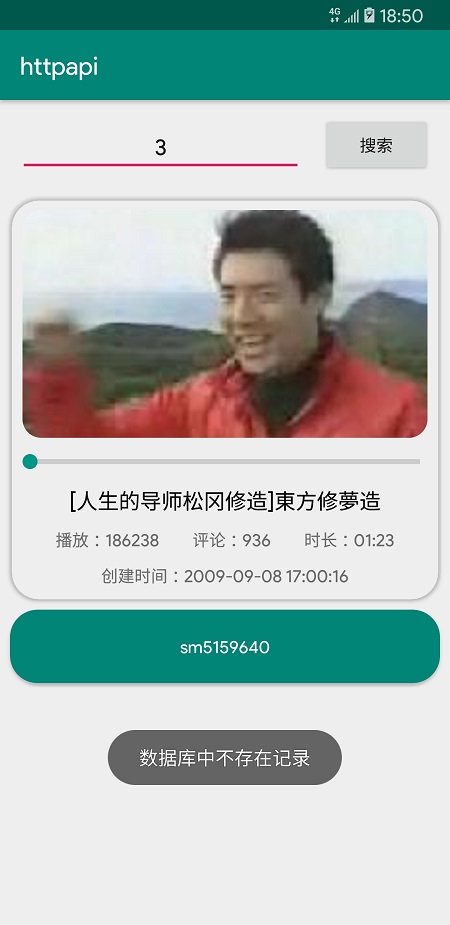 4G 18:50
httpapi
3
搜索
[人生的导师松冈修造]東方修夢造
播放：186238 评论：936 时长：01:23
创建时间：2009-09-08 17:00:16
sm5159640
数据库中不存在记录